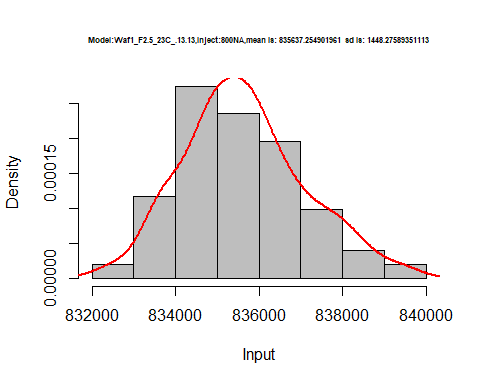 Model:Waf1_F2.5_23C_.13.13,inject:800NA,mean is: 835637.254901961 sd is: 1448.27589351113
Density
0.00015
0.00000
832000 834000 836000 838000 840000
Input